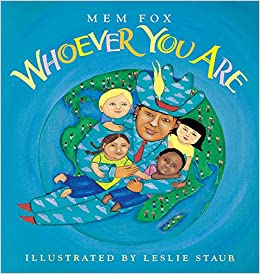 MEM FOX
WHOEVER YOU ARE
ILLUSTRATED BY LESLIE STAUB